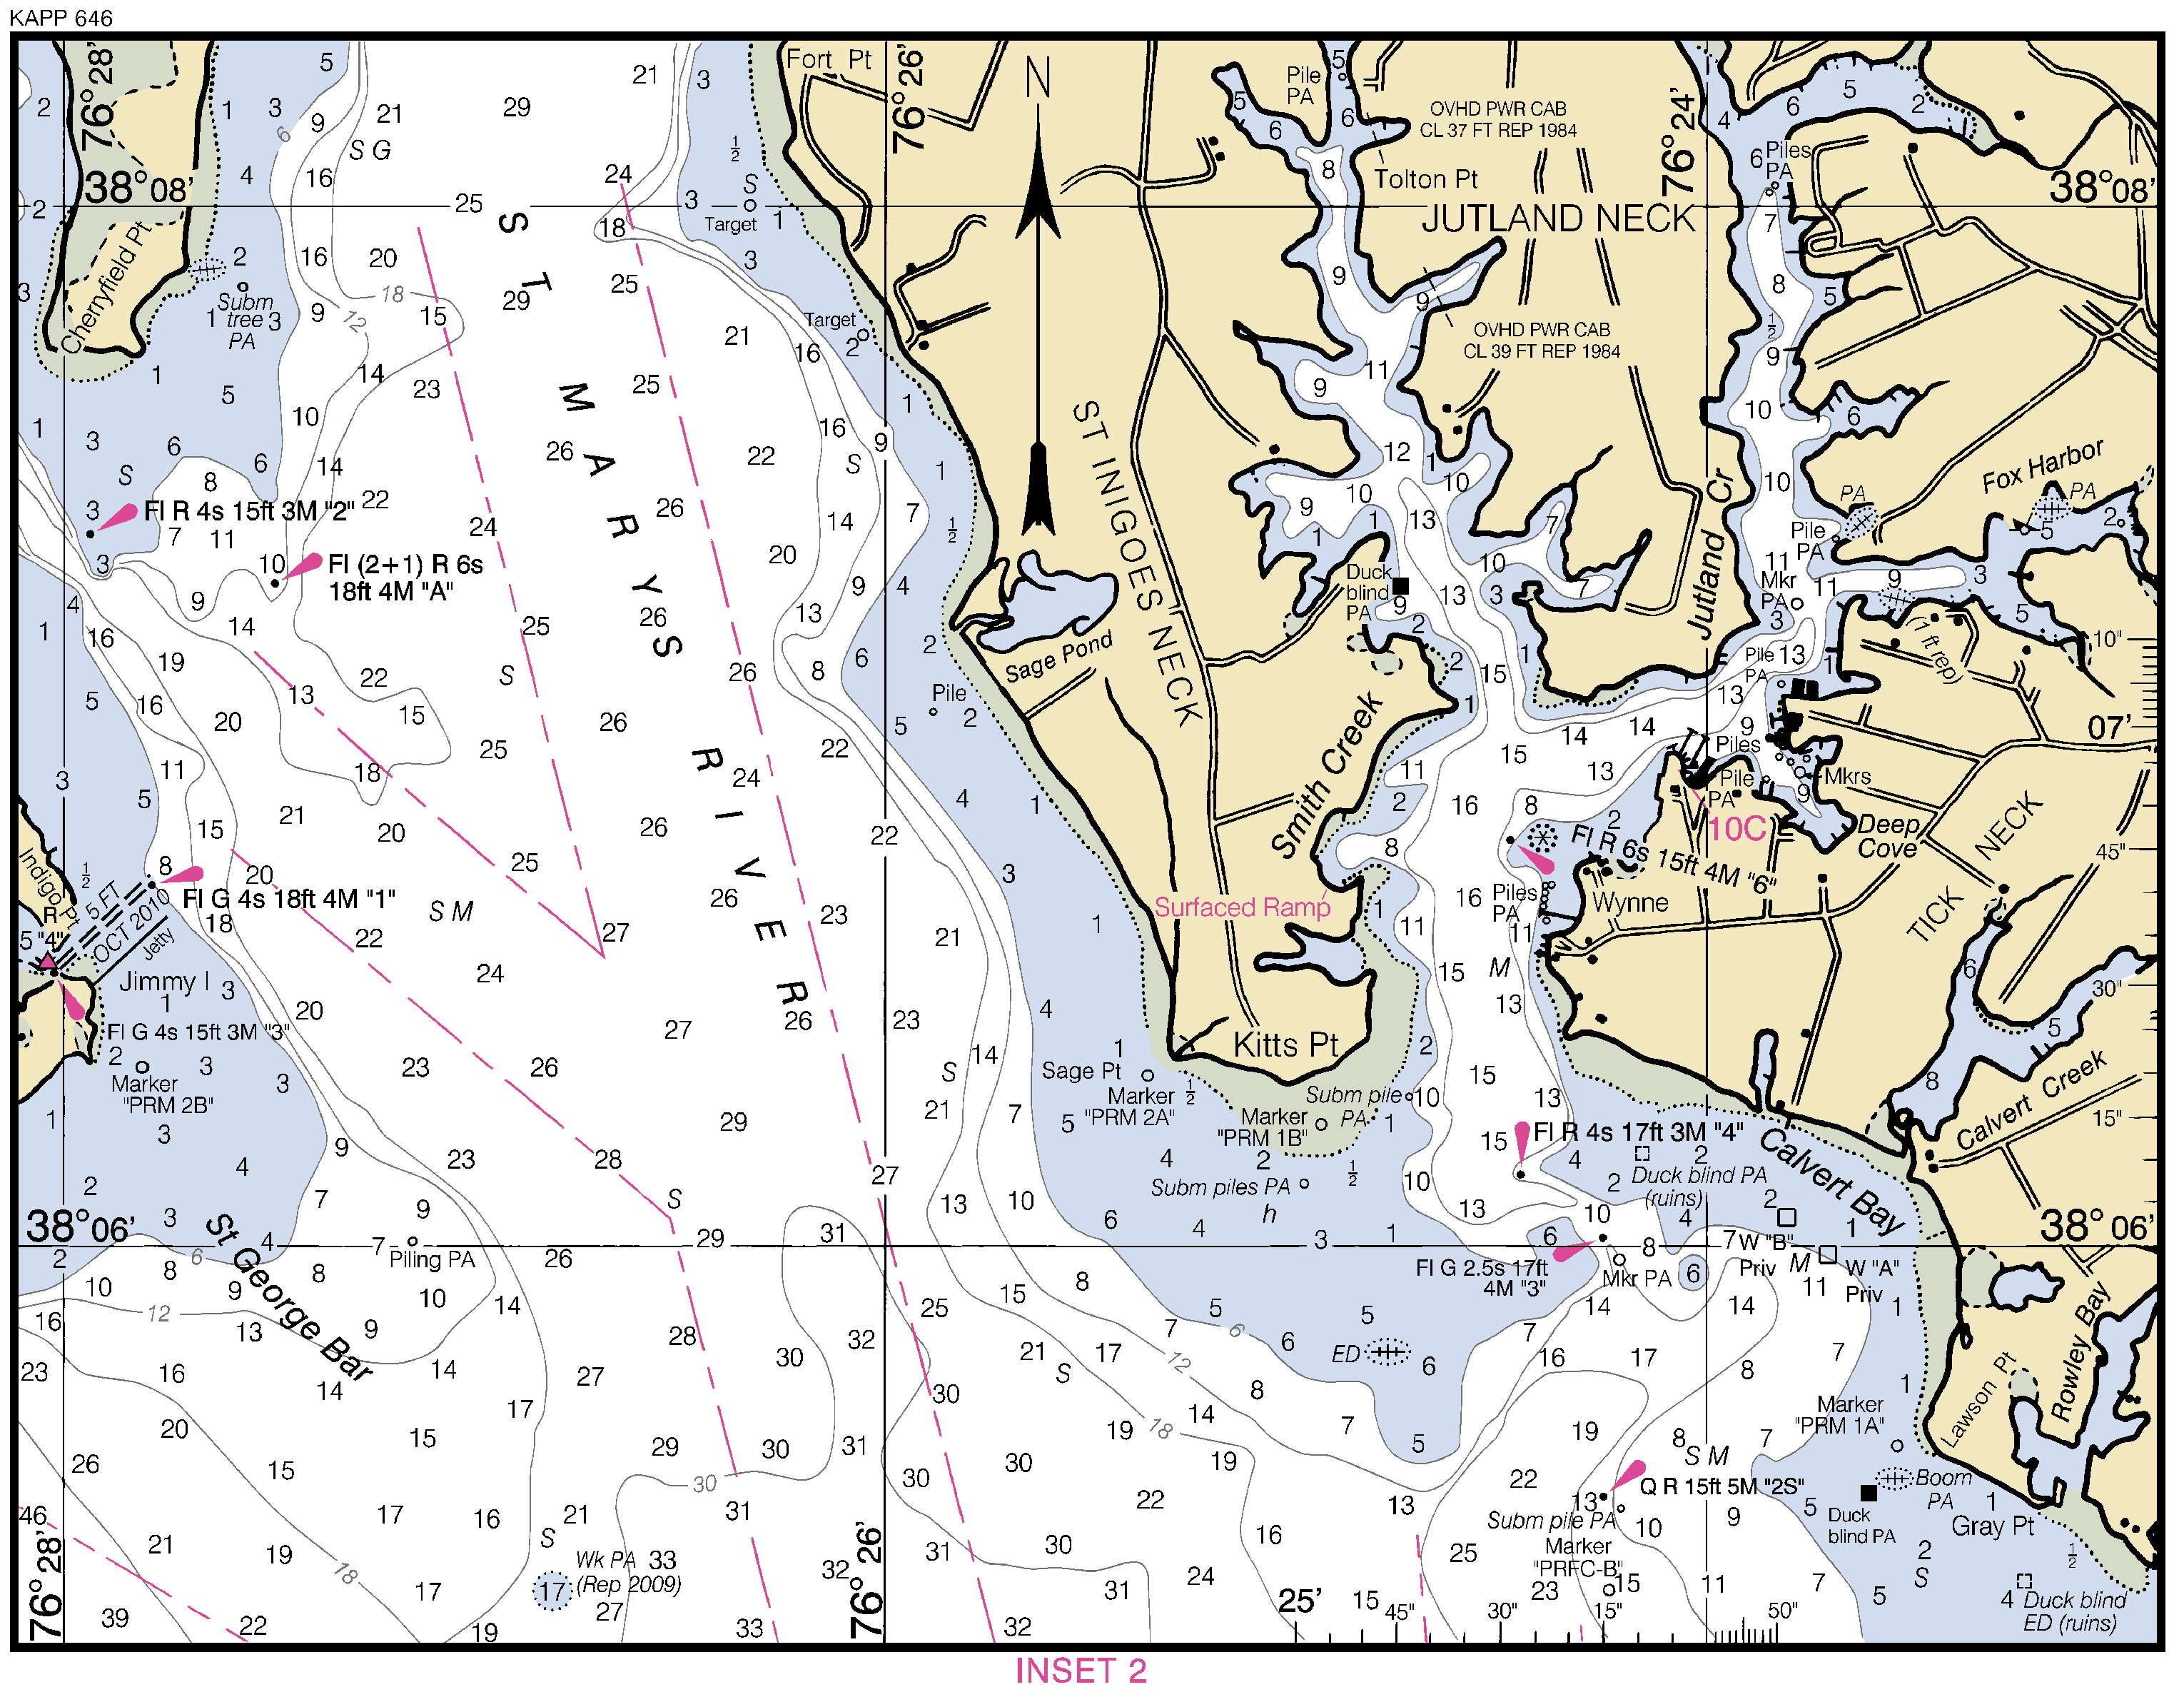 KAPP 646
76°28'
76°26'
76°24'
38°08'
38°08'
Fort Pt
Pile
PA
OVHD PWR CAB
CL 37 FT REP 1984
Tolton Pt
JUTLAND NECK
OVHD PWR CAB
CL 39 FT REP 1984
N
Piles
PA
S G
S
Target
Target
Cherryfield Pt
Subm
tree
PA
ST MARYS RIVER
ST INIGOES NECK
Jutland Cr
Fox Harbor
PA
PA
Pile
PA
Mkr
PA
(1 ft rep)
Pile
PA
Piles
Pile
PA
Mkrs
10C
Deep
Cove
TICK NECK
10"
07'
45"
30"
15"
Fl R 4s 15ft 3M "2"
Fl (2+1) R 6s
18ft 4M "A"
Duck
blind
PA
Sage Pond
Pile
Smith Creek
Surfaced Ramp
Fl R 6s 15ft 4M "6"
Piles
PA
Wynne
Indigo Pt
R
5 "4"
5 FT
OCT 2010
Jetty
Fl G 4s 18ft 4M "1"
S M
Jimmy I
Fl G 4s 15ft 3M "3"
Marker
"PRM 2B"
Kitts Pt
Sage Pt
Marker
"PRM 2A"
Marker
"PRM 1B"
Subm pile
PA
Subm piles PA
h
M
Fl R 4s 17ft 3M "4"
Duck blind PA
(ruins)
Calvert Bay
Calvert Creek
38°06'
38°06'
St George Bar
Piling PA
Fl G 2.5s 17ft
4M "3"
Mkr PA
W "B"
Priv
M
W "A"
Priv
ED
Lawson Pt
Rowley Bay
Marker
"PRM 1A"
S M
Q R 15ft 5M "2S"
Subm pile PA
Marker
"PRFC-B"
Boom
PA
Duck
blind PA
Gray Pt
Duck blind
ED (ruins)
Wk PA
(Rep 2009)
17
33
76°28'
76°26'
25'
45"
30"
15"
50"
INSET 2